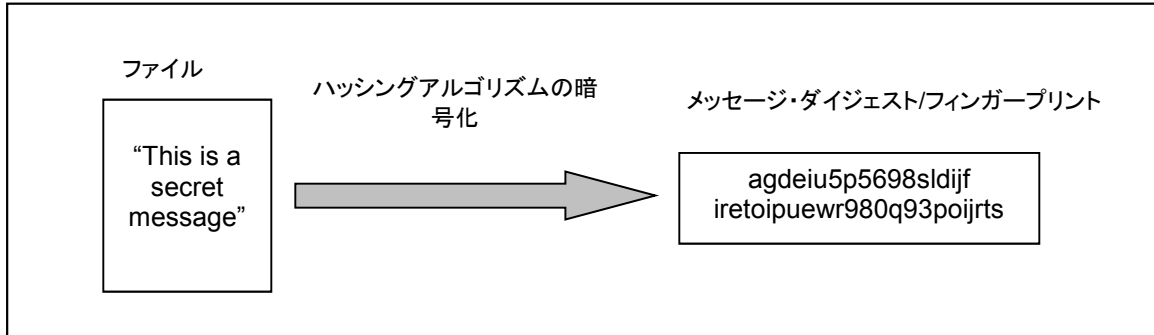 ファイル
“This is a
secret
message”
ハッシングアルゴリズムの暗
号化
メッセージ・ダイジェスト/フィンガープリント
agdeiu5p5698sldijf
iretoipuewr980q93poijrts